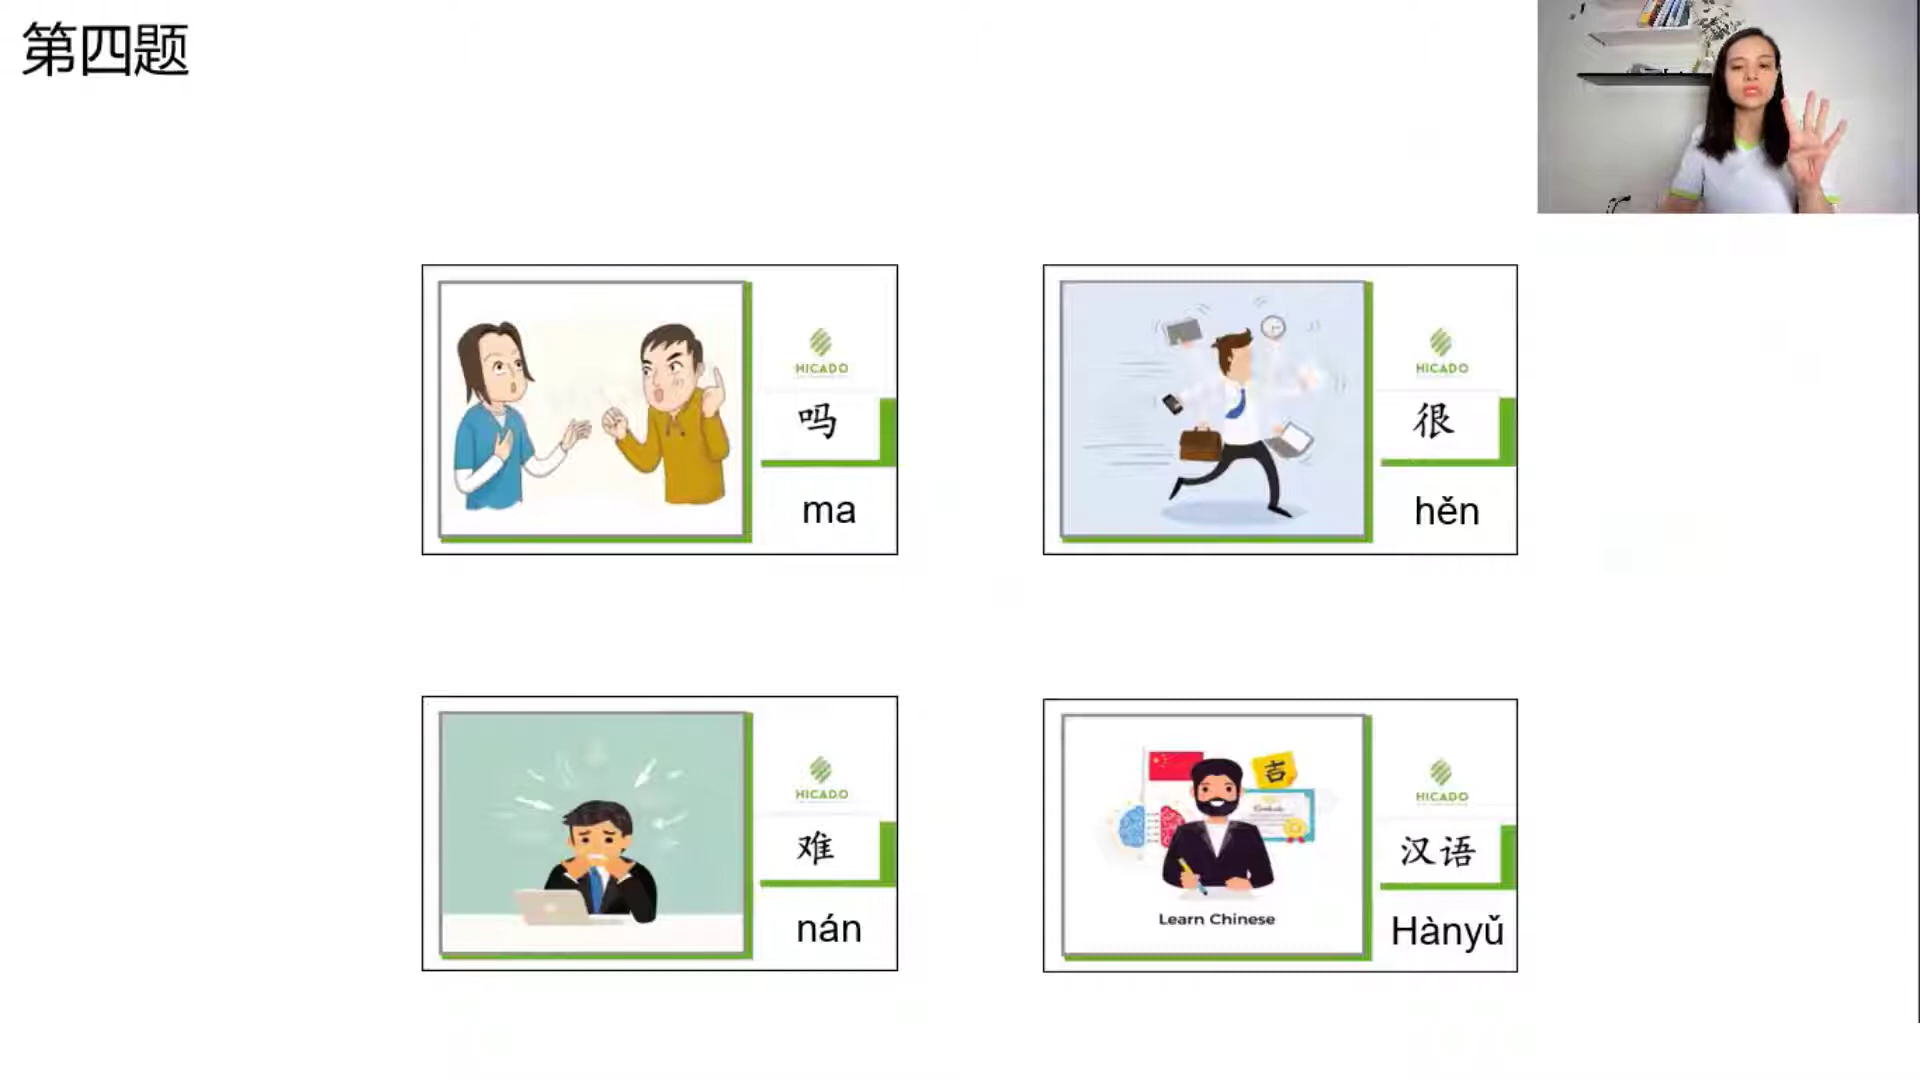 第四题
HICADO
吗
ma
HICADO
很
hěn
HICADO
难
nán
吉
Learn Chinese
HICADO
汉语
Hànyǔ